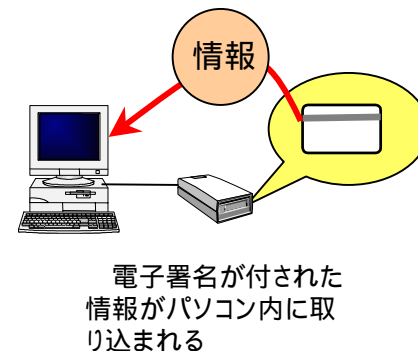 情報
電子署名が付された
情報がパソコン内に取
り込まれる